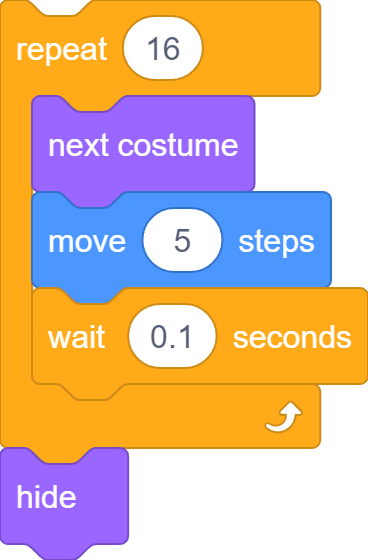 repeat 16
next costume
move 5 steps
wait 0.1 seconds
hide